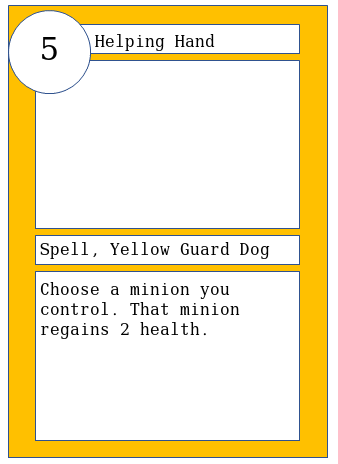 5
Helping Hand
Spell, Yellow Guard Dog
Choose a minion you
control. That minion
regains 2 health.